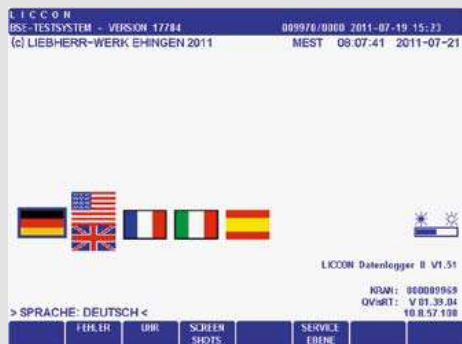 LICCON
BSE-TESTSYSTEM - VERSION 17784 009970/0000 2011-07-19 15:23
(c) LIEBHERR-WERK EHINGEN 2011 MEST 08:07:41 2011-07-21
LICCON Datenlogger II V1.51
KRAN: 000089969
QVisRT: V 01.39.04
10.8.57.108
> SPRACHE: DEUTSCH <
FEHLER UHR SCREEN SHOTS SERVICE EBENE